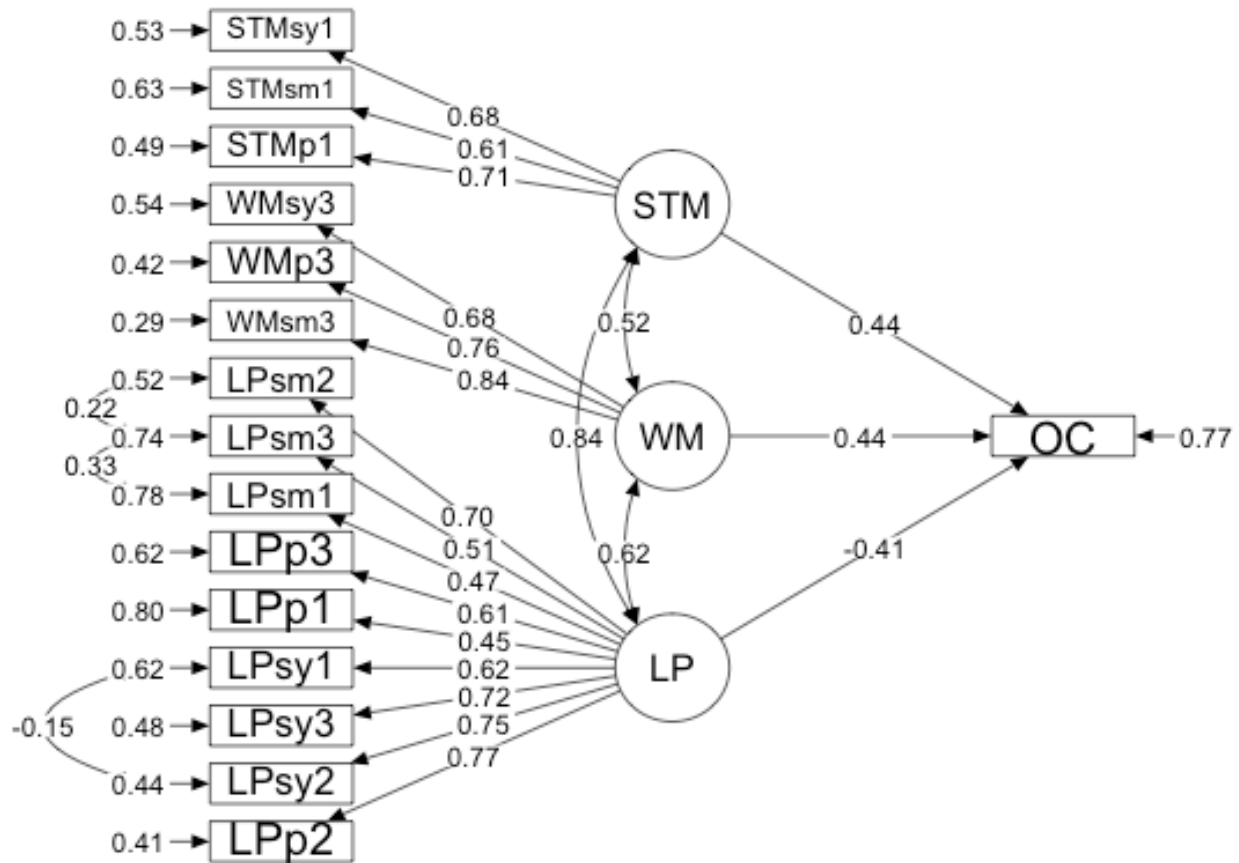 0.53 STMsy1
0.63 STMsm1
0.68
0.49 STMp1
0.61
0.71
0.54 WMsy3
STM
0.42 WMp3
0.29 WMsm3
0.68
0.52
0.44
0.76
0.52 LPsm2
0.84
0.22
0.74 LPsm3
0.84
WM
0.44
OC
0.77
0.33
0.78 LPsm1
0.70
0.62 LPp3
0.51
0.62
-0.41
0.47
0.80 LPp1
0.61
0.45
0.62 LPsy1
0.62
LP
0.72
-0.15
0.48 LPsy3
0.75
0.77
0.44 LPsy2
0.41 LPp2